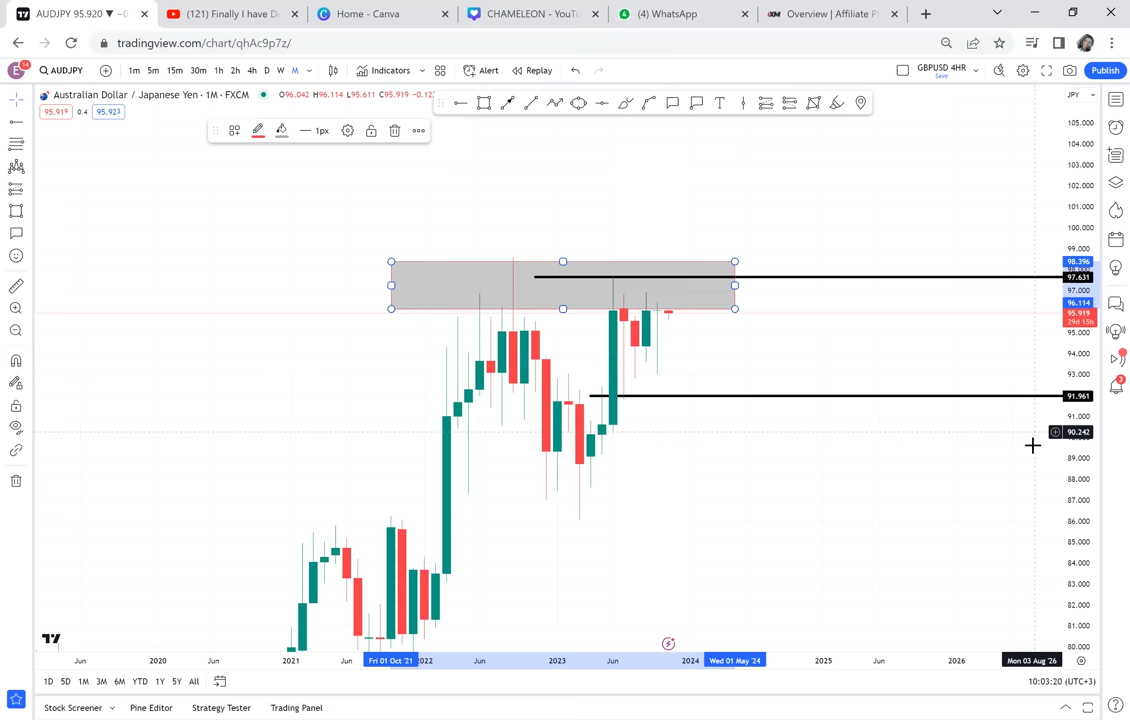 AUDJPY 95.920 ▼ −0
(121) Finally I have D
Home - Canva
CHAMELEON - YouTu
(4) WhatsApp
Overview | Affiliate P
tradingview.com/chart/qhAc9p7z/
E 14
AUDJPY
1m 5m 15m 30m 1h 2h 4h D W M
Indicators
Alert
Replay
GBPUSD 4HR
Save
Publish
Australian Dollar / Japanese Yen · 1M · FXCM
O96.042 H96.114 L95.611 C95.919 −0.12
JPY
95.919 0.4 95.923
1px
105.000
104.000
103.000
102.000
101.000
100.000
99.000
98.396
98.000
97.631
97.000
96.114
95.919
29d 15h
95.000
94.000
93.000
91.961
91.000
90.242
89.000
88.000
87.000
86.000
85.000
84.000
83.000
82.000
81.000
80.000
3
Jun 2020 Jun 2021 Jun Fri 01 Oct '21 2022 Jun 2023 Jun 2024 Wed 01 May '24 2025 Jun 2026 Mon 03 Aug '26
1D 5D 1M 3M 6M YTD 1Y 5Y All
10:03:20 (UTC+3)
Stock Screener Pine Editor Strategy Tester Trading Panel